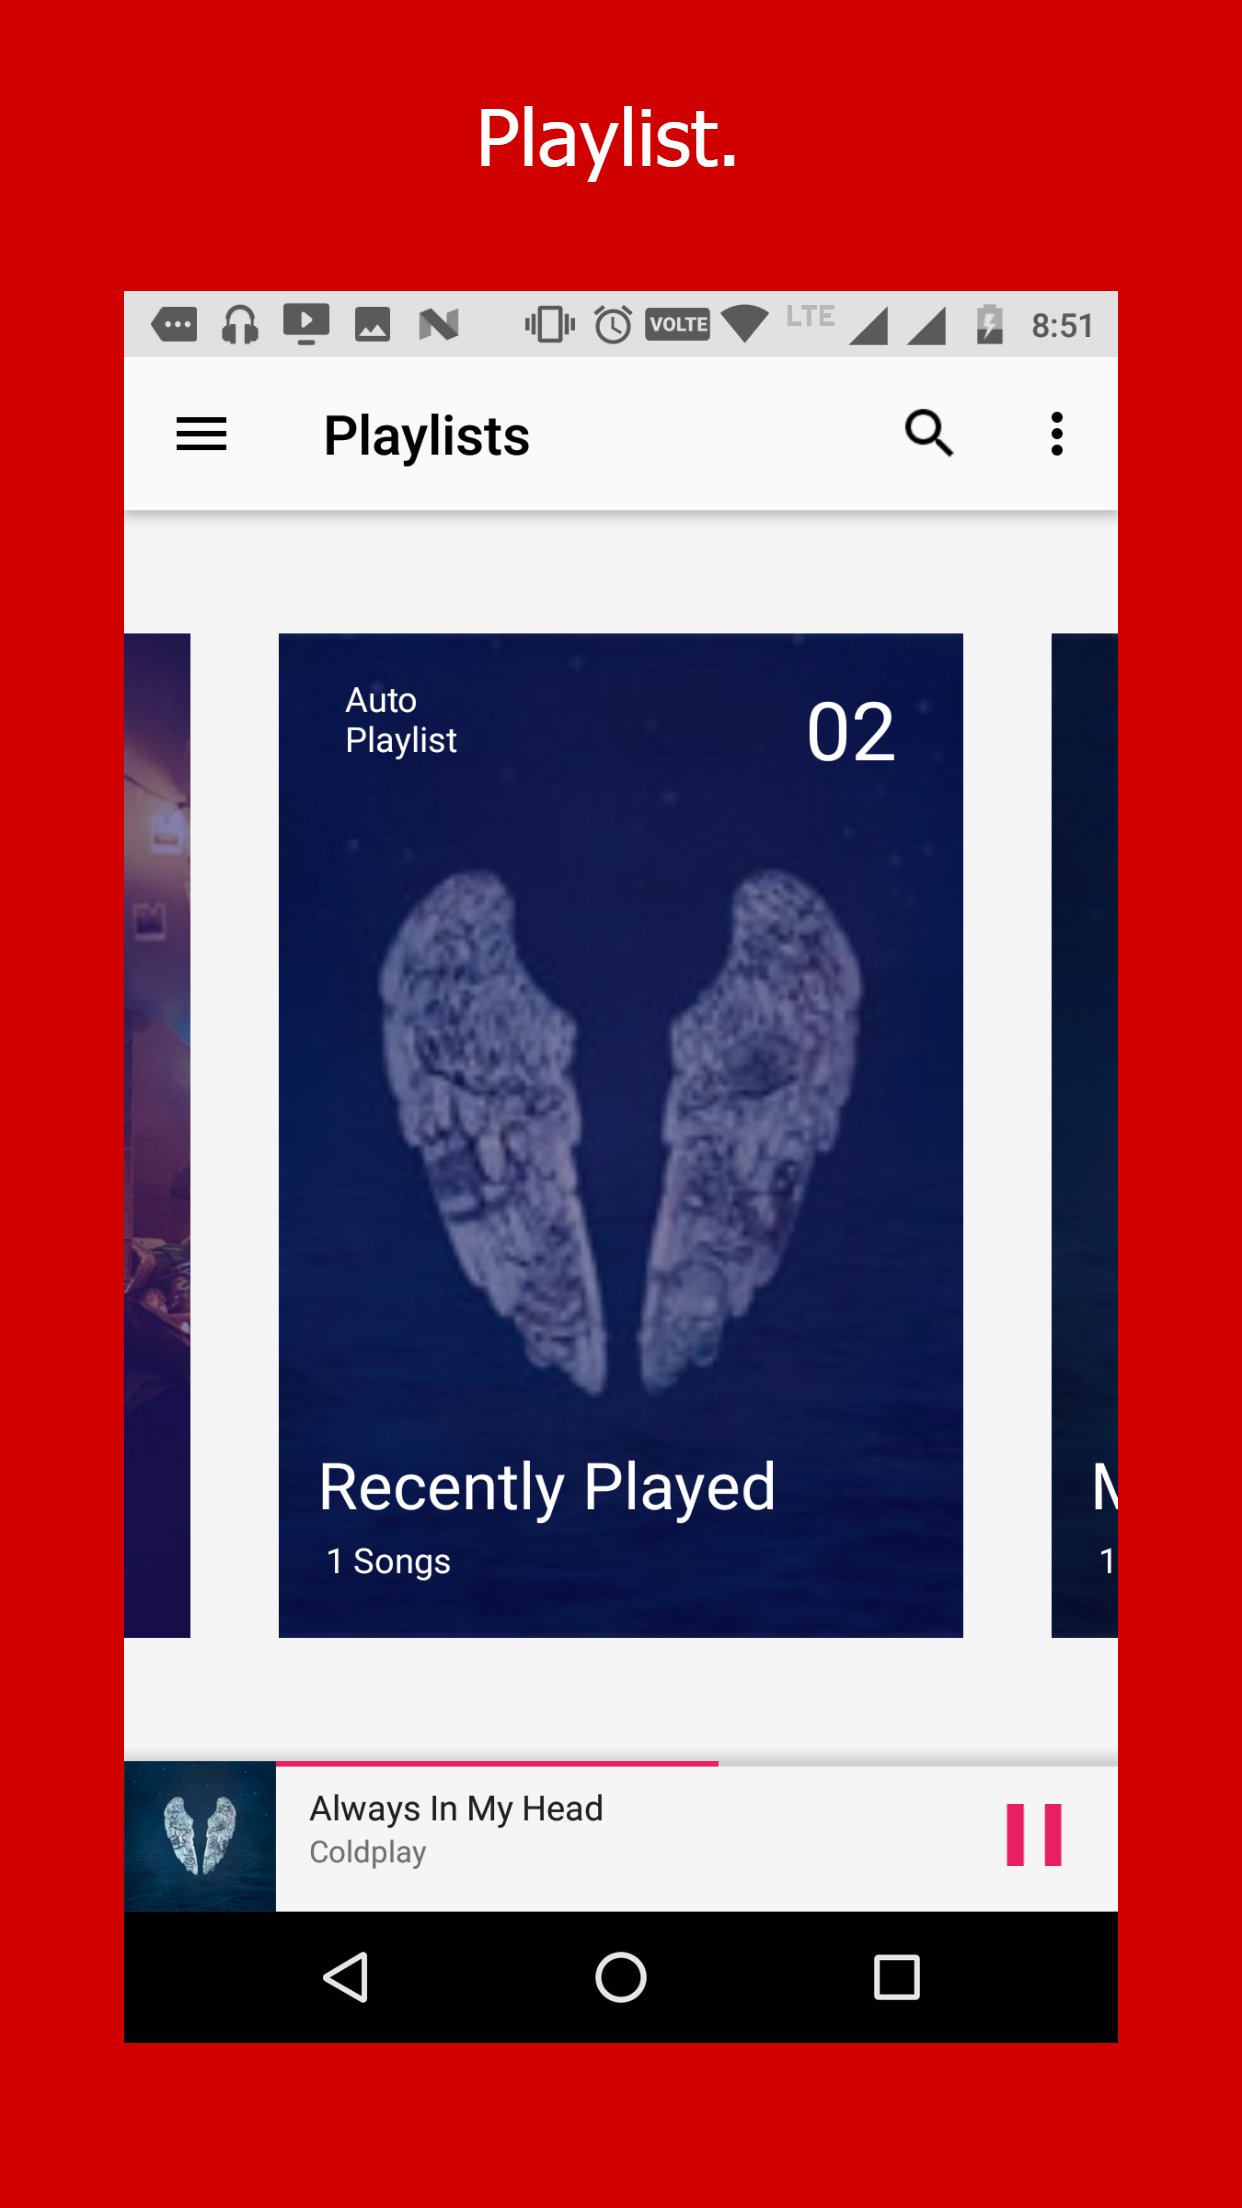 Playlist.
VOLTE LTE 8:51
Playlists
Auto
Playlist
02
Recently Played
1 Songs
M
1
Always In My Head
Coldplay